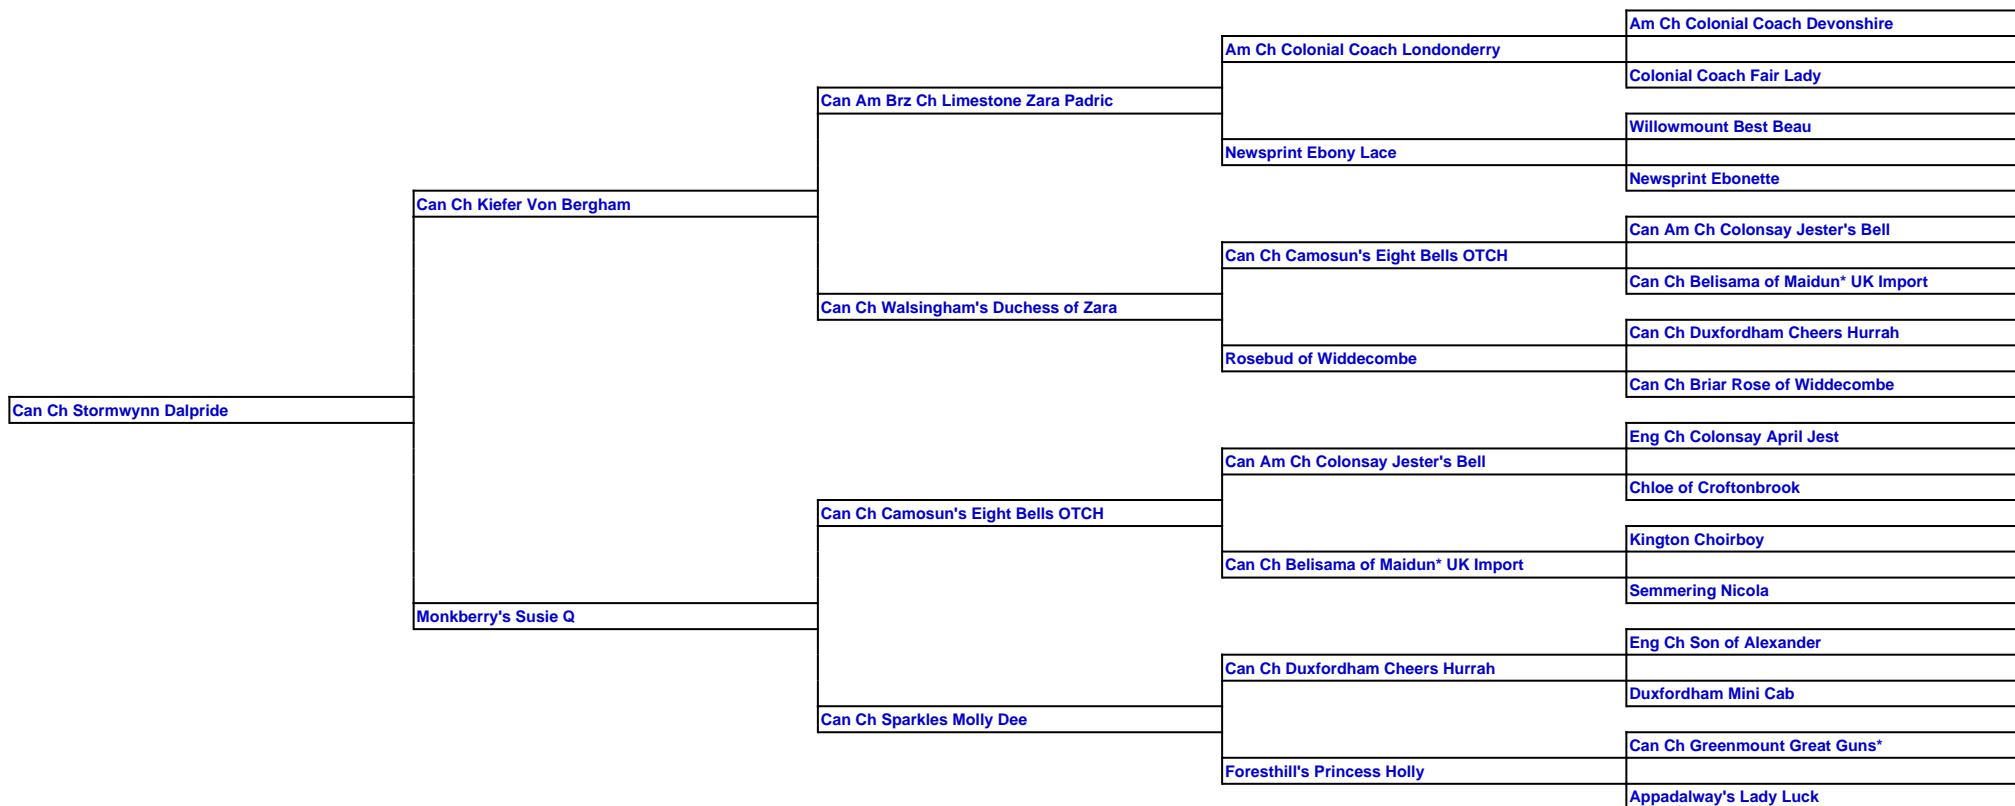 Am Ch Colonial Coach Devonshire
Am Ch Colonial Coach Londonderry
Colonial Coach Fair Lady
Can Am Brz Ch Limestone Zara Padric
Willowmount Best Beau
Newsprint Ebony Lace
Newsprint Ebonette
Can Ch Kiefer Von Bergham
Can Am Ch Colonsay Jester's Bell
Can Ch Camosun's Eight Bells OTCH
Can Ch Belisama of Maidun* UK Import
Can Ch Walsingham's Duchess of Zara
Can Ch Duxfordham Cheers Hurrah
Rosebud of Widdecombe
Can Ch Briar Rose of Widdecombe
Can Ch Stormwynn Dalpride
Eng Ch Colonsay April Jest
Can Am Ch Colonsay Jester's Bell
Chloe of Croftonbrook
Can Ch Camosun's Eight Bells OTCH
Kington Choirboy
Can Ch Belisama of Maidun* UK Import
Semmering Nicola
Monkberry's Susie Q
Eng Ch Son of Alexander
Can Ch Duxfordham Cheers Hurrah
Duxfordham Mini Cab
Can Ch Sparkles Molly Dee
Can Ch Greenmount Great Guns*
Foresthill's Princess Holly
Appadalway's Lady Luck